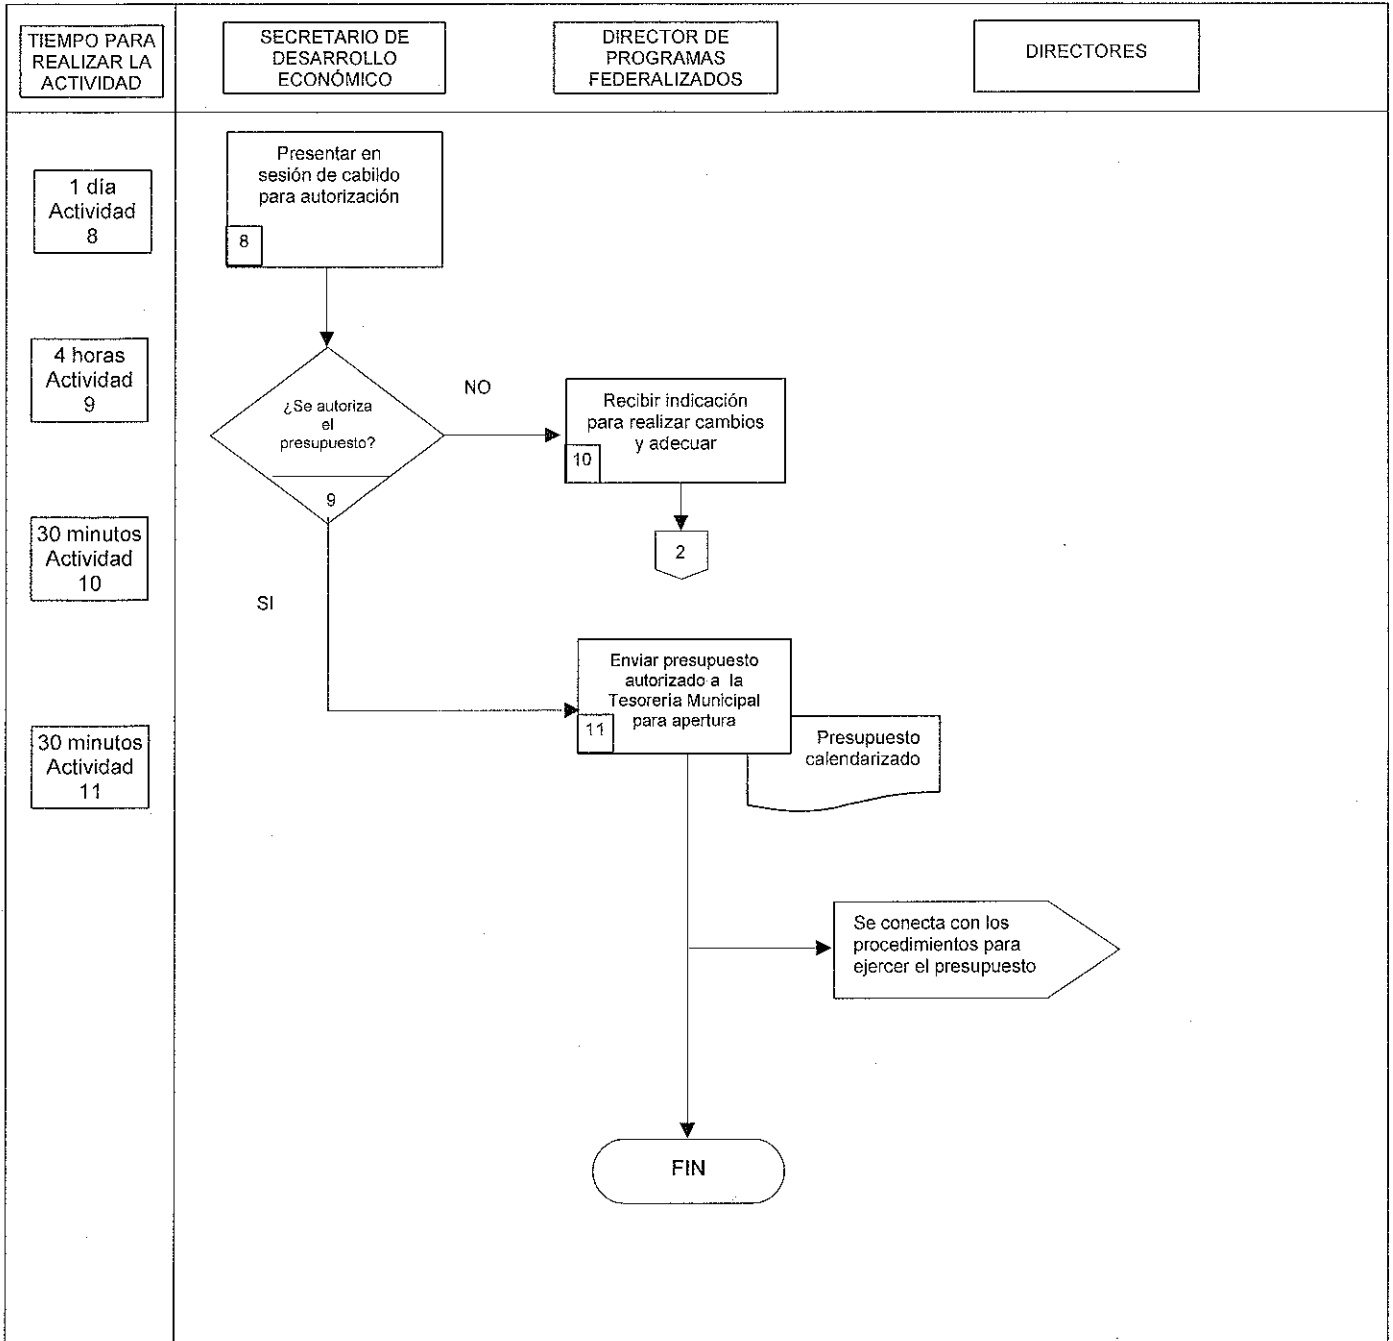 TIEMPO PARA
REALIZAR LA
ACTIVIDAD
SECRETARIO DE
DESARROLLO
ECONÓMICO
DIRECTOR DE
PROGRAMAS
FEDERALIZADOS
DIRECTORES
1 día
Actividad
8
Presentar en
sesión de cabildo
para autorización
8
4 horas
Actividad
9
¿Se autoriza
el
presupuesto?
9
NO
Recibir indicación
para realizar cambios
y adecuar
10
2
30 minutos
Actividad
10
SI
Enviar presupuesto
autorizado a la
Tesorería Municipal
para apertura
11
Presupuesto
calendarizado
30 minutos
Actividad
11
Se conecta con los
procedimientos para
ejercer el presupuesto
FIN